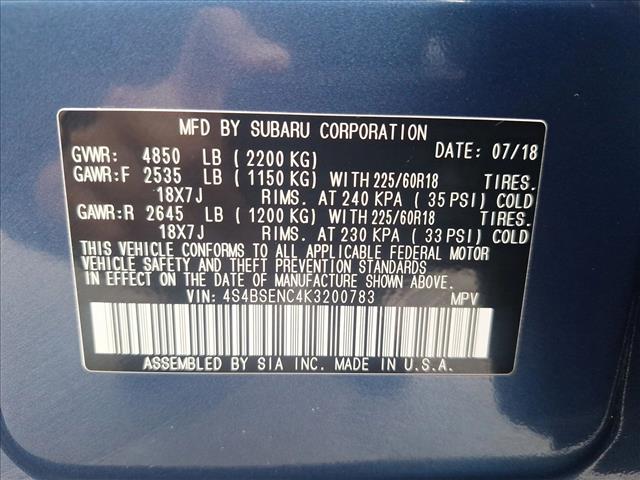 MFD BY SUBARU CORPORATION
GVWR: 4850 LB (2200 KG) DATE: 07/18
GAWR:F 2535 LB (1150 KG) WITH 225/60R18 TIRES.
18X7J RIMS. AT 240 KPA (35 PSI) COLD
GAWR:R 2645 LB (1200 KG) WITH 225/60R18 TIRES.
18X7J RIMS. AT 230 KPA (33 PSI) COLD
THIS VEHICLE CONFORMS TO ALL APPLICABLE FEDERAL MOTOR
VEHICLE SAFETY AND THEFT PREVENTION STANDARDS
IN EFFECT ON THE DATE OF MANUFACTURE SHOWN ABOVE.
VIN: 4S4BSENC4K3200783 MPV
ASSEMBLED BY SIA INC. MADE IN U.S.A.